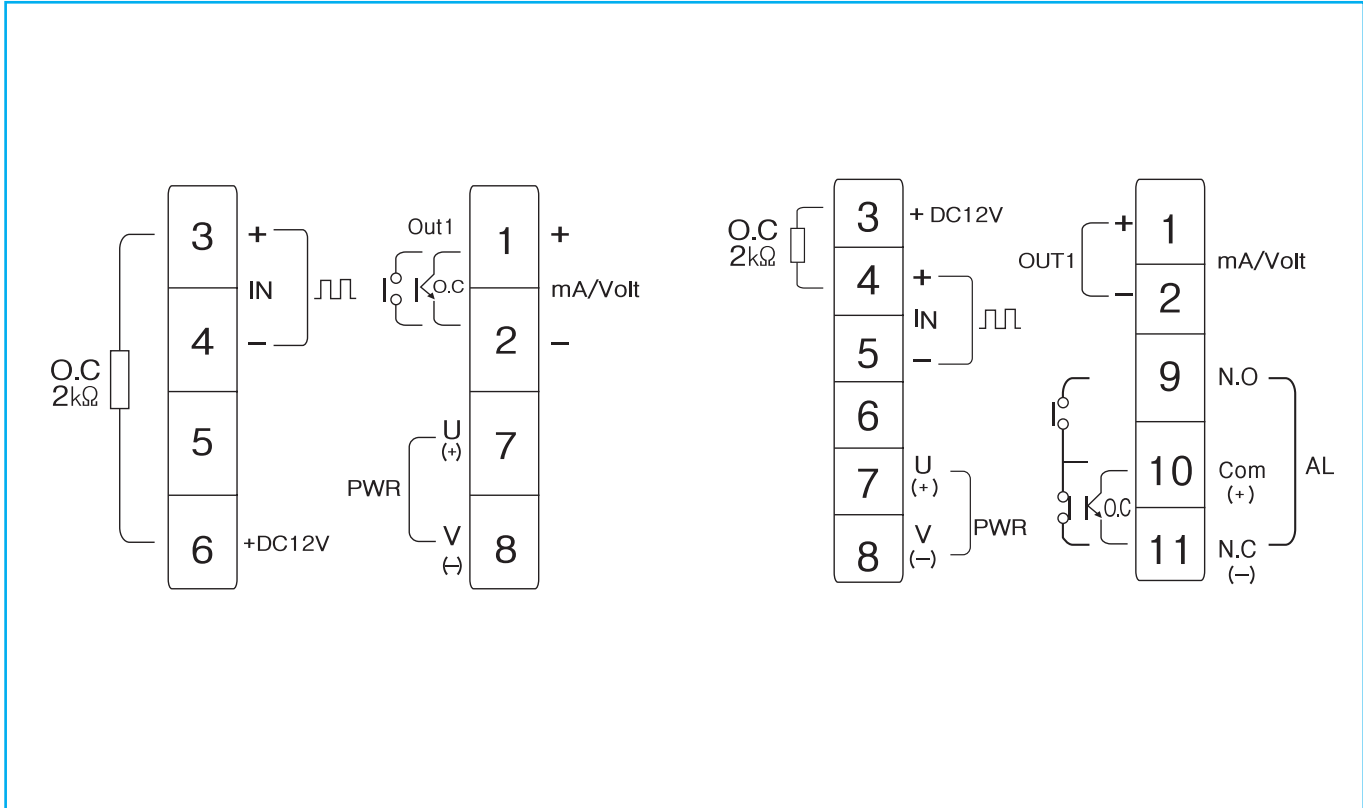 3 +
IN
4 −
O.C
2kΩ
5
6 +DC12V
Out1
1 +
O.C
mA/Volt
2 −
U
(+)
7
PWR
V
(−)
8
3 + DC12V
O.C
2kΩ
4 +
IN
5 −
6
7 U
(+)
PWR
8 V
(−)
+ 1
OUT1
mA/Volt
− 2
9 N.O
10 Com
(+)
AL
O.C
11 N.C
(−)